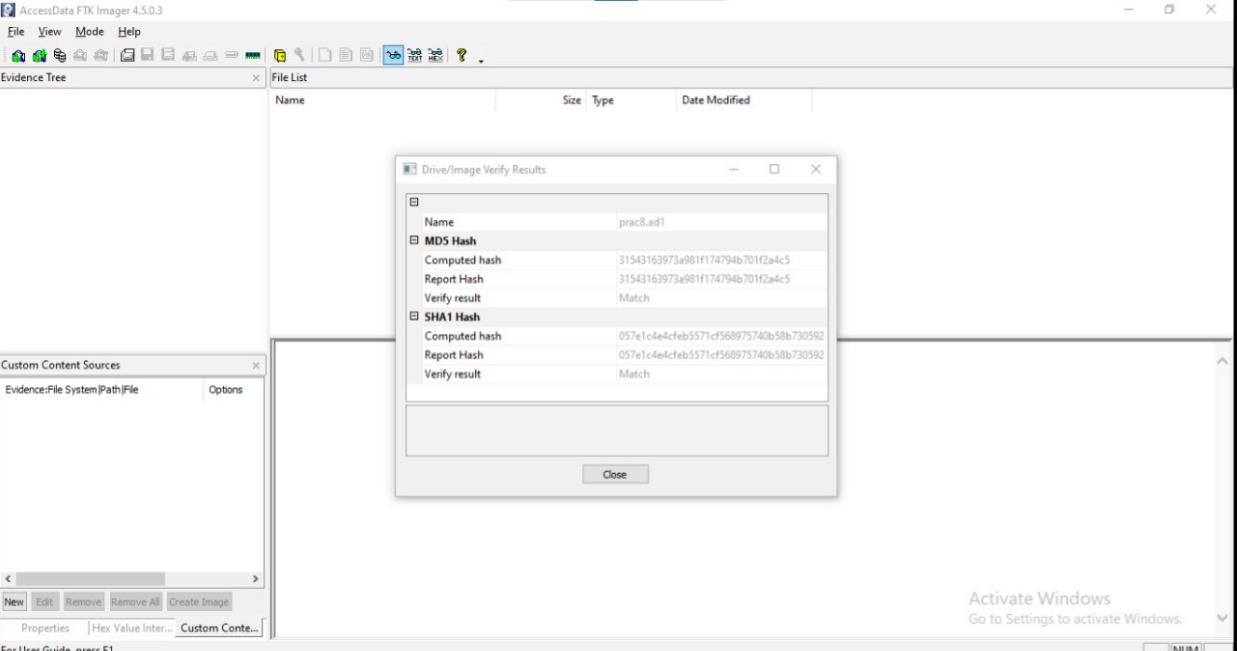 AccessData FTK Imager 4.5.0.3
File View Mode Help
TEXT HEX
Evidence Tree
File List
Name Size Type Date Modified
Drive/Image Verify Results
Name prac8.ad1
MD5 Hash
Computed hash 31543163973a981f174794b701f2a4c5
Report Hash 31543163973a981f174794b701f2a4c5
Verify result Match
SHA1 Hash
Computed hash 057e1c4e4cfeb5571cf568975740b58b730592
Report Hash 057e1c4e4cfeb5571cf568975740b58b730592
Verify result Match
Close
Custom Content Sources
Evidence:File System|Path|File Options
New Edit Remove Remove All Create Image
Properties Hex Value Inter... Custom Conte...
Activate Windows
Go to Settings to activate Windows.
For User Guide, press F1
NUM